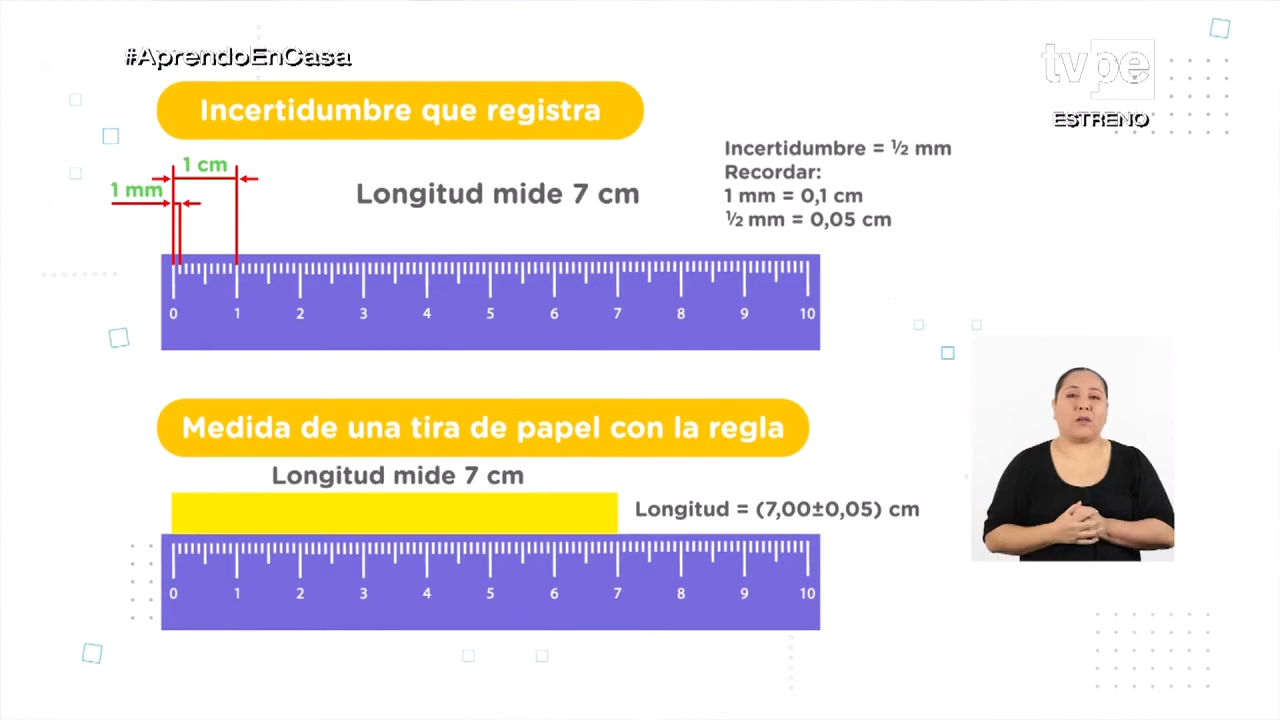 #AprendoEnCasa
tvpe
ESTRENO
Incertidumbre que registra
1 cm
1 mm
Longitud mide 7 cm
Incertidumbre = ½ mm
Recordar:
1 mm = 0,1 cm
½ mm = 0,05 cm
0 1 2 3 4 5 6 7 8 9 10
Medida de una tira de papel con la regla
Longitud mide 7 cm
Longitud = (7,00±0,05) cm
0 1 2 3 4 5 6 7 8 9 10